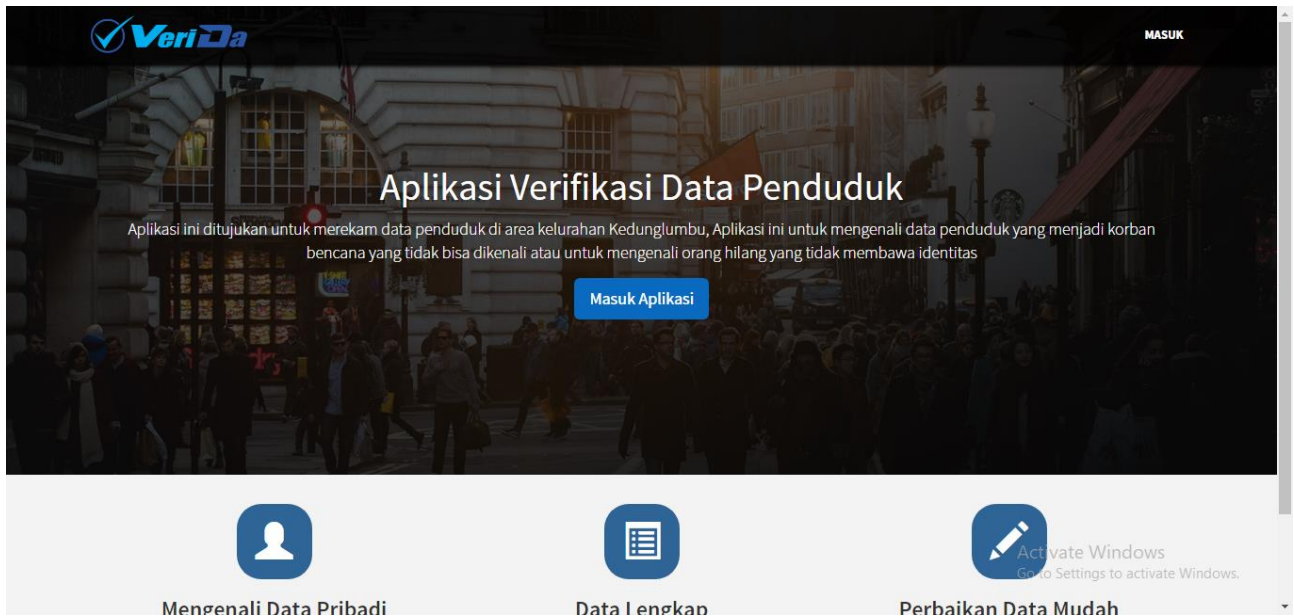 VeriDa
MASUK
Aplikasi Verifikasi Data Penduduk
Aplikasi ini ditujukan untuk merekam data penduduk di area kelurahan Kedunglumbu, Aplikasi ini untuk mengenali data penduduk yang menjadi korban
bencana yang tidak bisa dikenali atau untuk mengenali orang hilang yang tidak membawa identitas
Masuk Aplikasi
Activate Windows
Go to Settings to activate Windows.
Mengenali Data Pribadi
Data Lengkap
Perbaikan Data Mudah